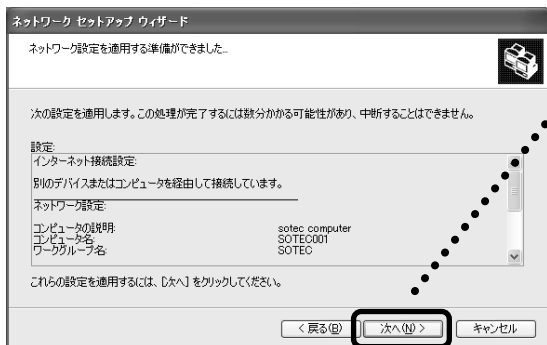 ネットワーク セットアップ ウィザード
ネットワーク設定を適用する準備ができました...
次の設定を適用します。この処理が完了するには数分かかる可能性があり、中断することはできません。
設定:
インターネット接続設定:
別のデバイスまたはコンピュータを経由して接続しています。
ネットワーク設定:
コンピュータの説明: sotec computer
コンピュータ名: SOTEC001
ワークグループ名: SOTEC
これらの設定を適用するには、[次へ] をクリックしてください。
< 戻る(B) 次へ(N) > キャンセル